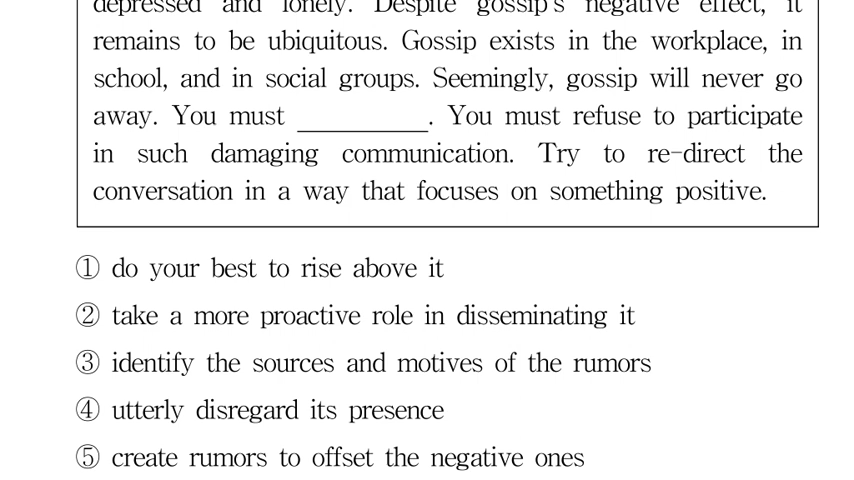 depressed and lonely. Despite gossip's negative effect, it
remains to be ubiquitous. Gossip exists in the workplace, in
school, and in social groups. Seemingly, gossip will never go
away. You must __________. You must refuse to participate
in such damaging communication. Try to re-direct the
conversation in a way that focuses on something positive.
① do your best to rise above it
② take a more proactive role in disseminating it
③ identify the sources and motives of the rumors
④ utterly disregard its presence
⑤ create rumors to offset the negative ones